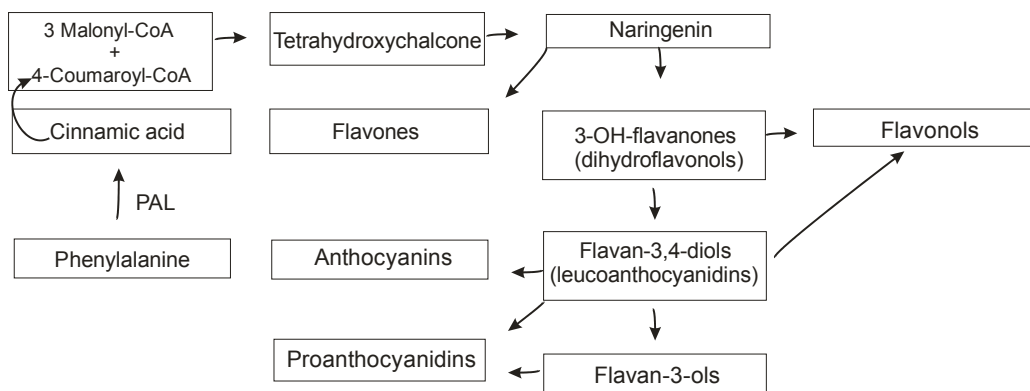 3 Malonyl-CoA
+
4-Coumaroyl-CoA
Tetrahydroxychalcone
Naringenin
Cinnamic acid
Flavones
3-OH-flavanones
(dihydroflavonols)
Flavonols
PAL
Phenylalanine
Anthocyanins
Flavan-3,4-diols
(leucoanthocyanidins)
Proanthocyanidins
Flavan-3-ols